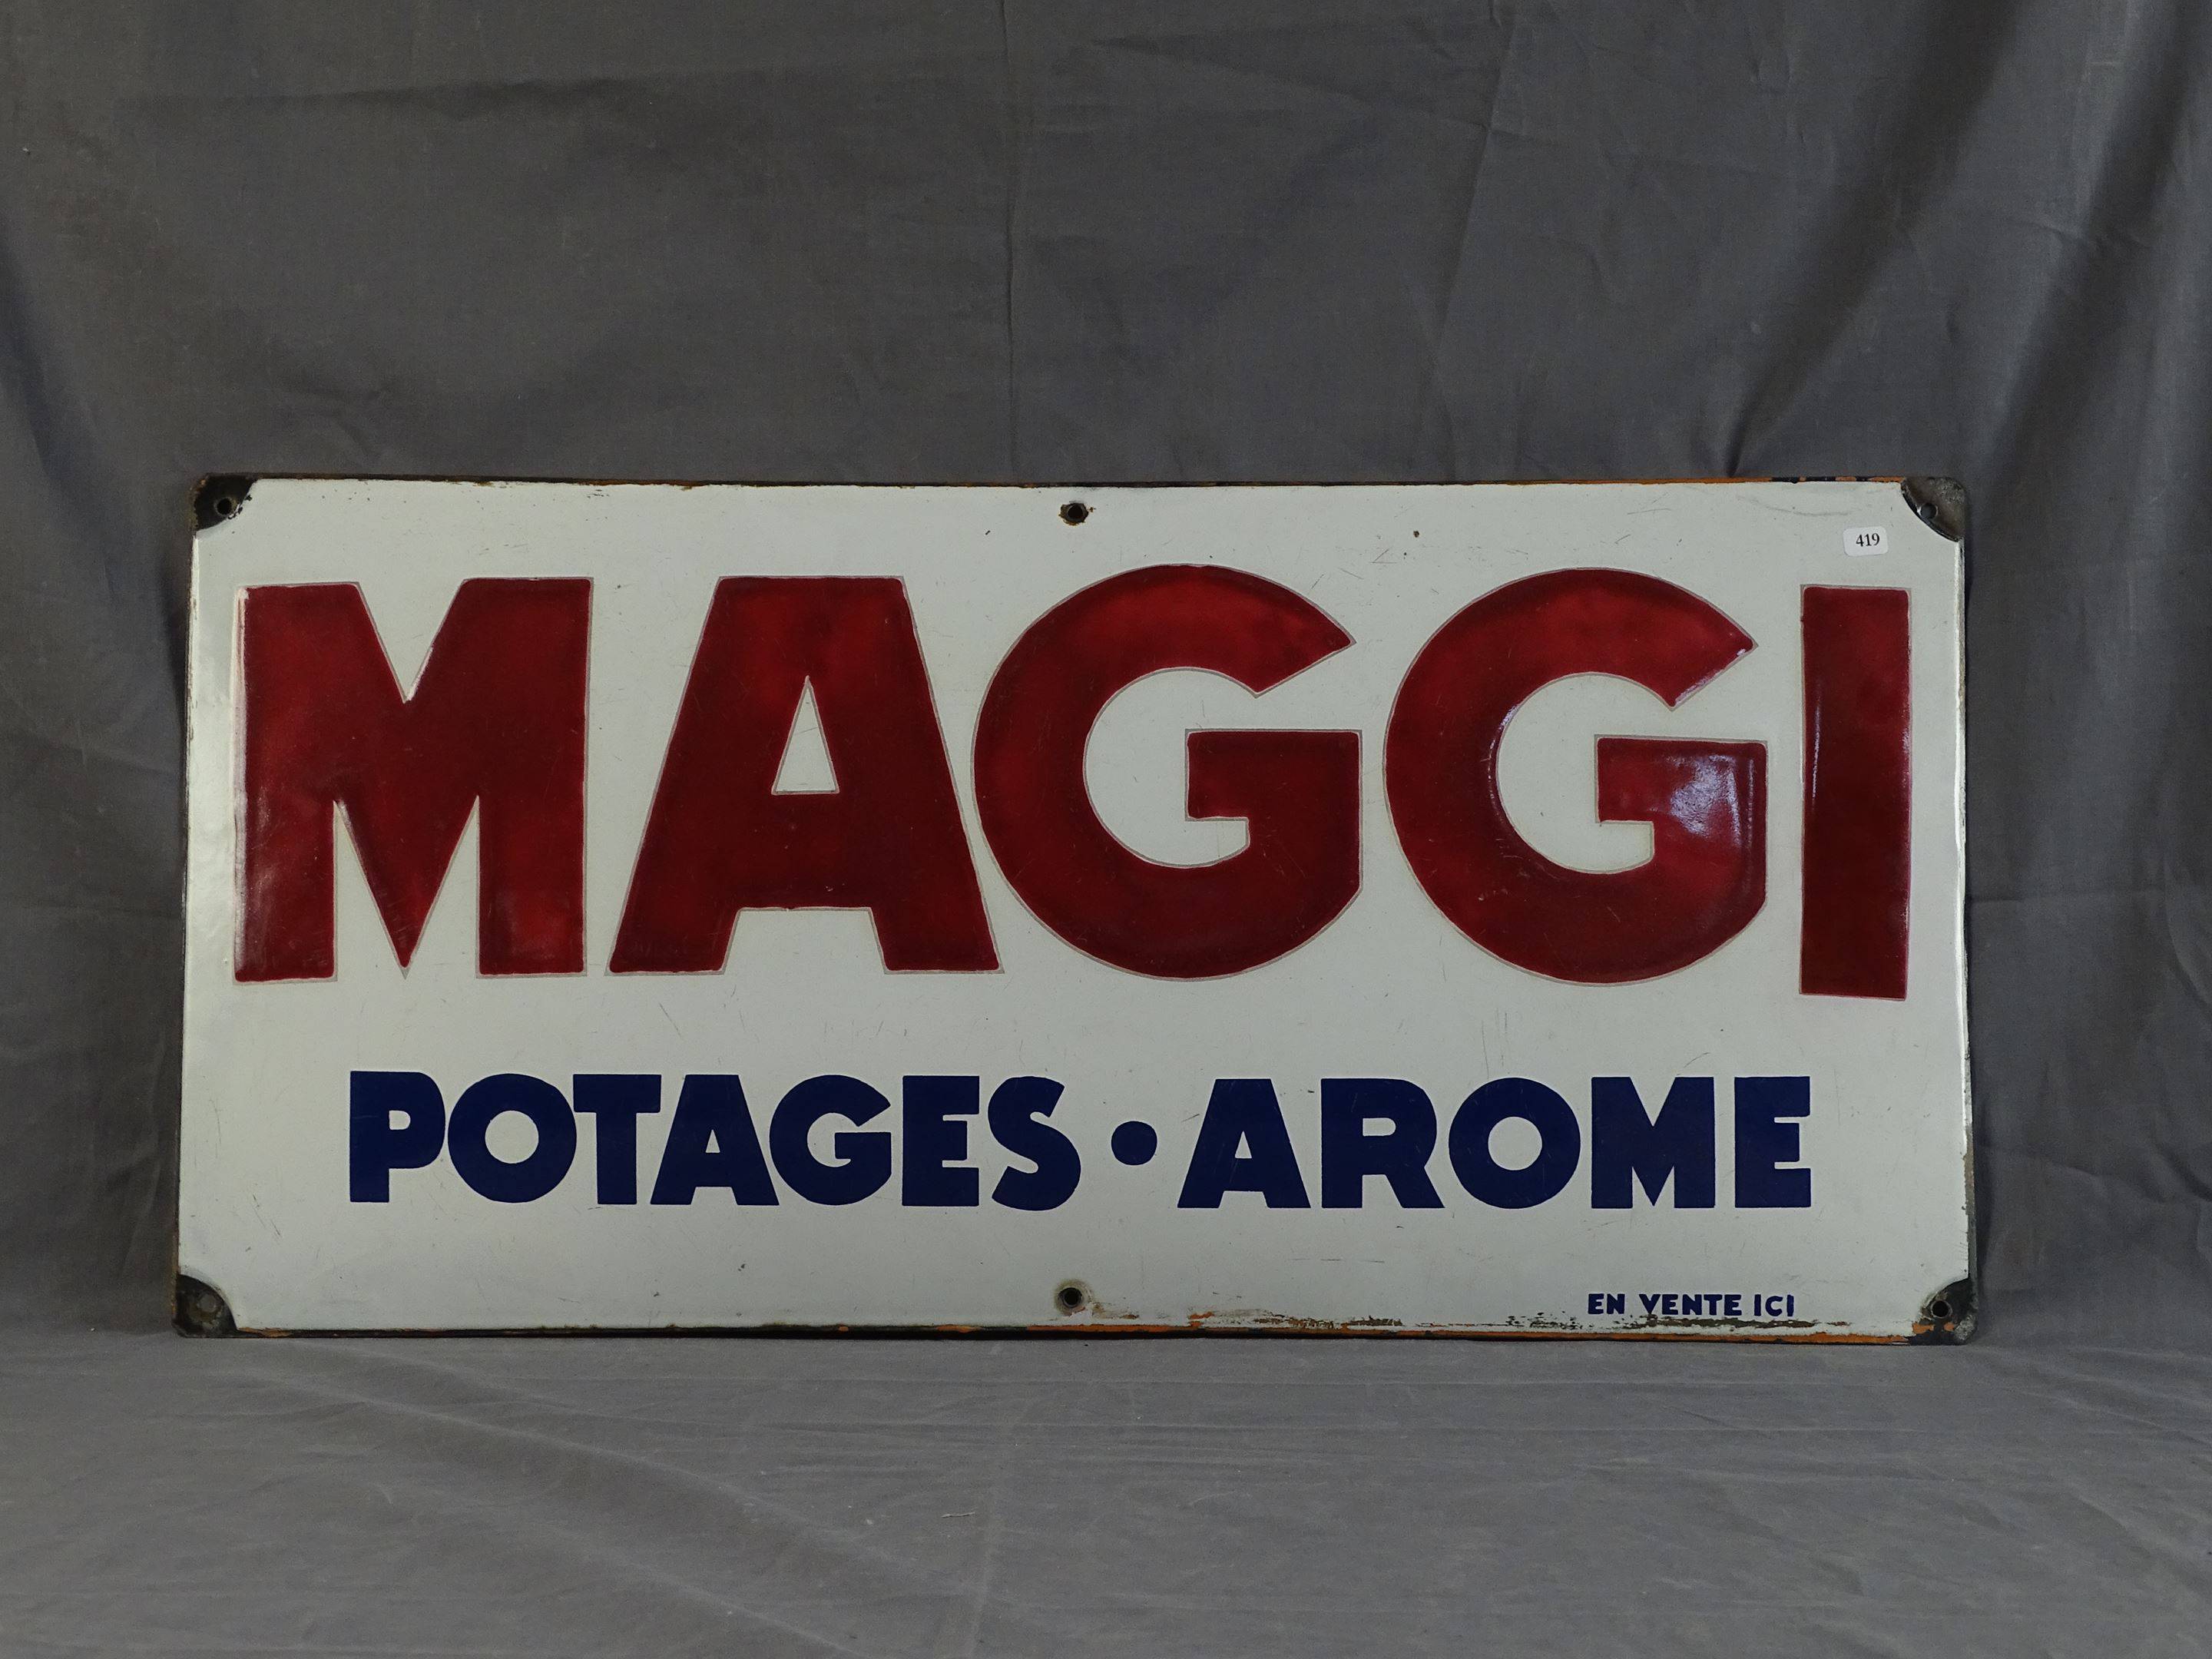 419
MAGGI
POTAGES • AROME
EN VENTE ICI